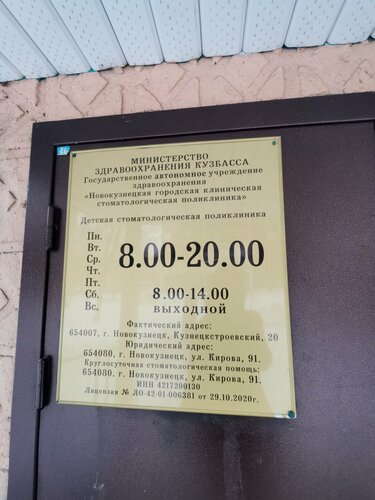 МИНИСТЕРСТВО
ЗДРАВООХРАНЕНИЯ КУЗБАССА
Государственное автономное учреждение
здравоохранения
«Новокузнецкая городская клиническая
стоматологическая поликлиника»
Детская стоматологическая поликлиника
Пн.
Вт.
Ср. 8.00-20.00
Чт.
Пт.
Сб. 8.00-14.00
Вс. ВЫХОДНОЙ
Фактический адрес:
654007, г. Новокузнецк, Кузнецкстроевский, 20
Юридический адрес:
654080, г. Новокузнецк, ул. Кирова, 91.
Круглосуточная стоматологическая помощь:
654080, г. Новокузнецк, ул. Кирова, 91.
ИНН 4217200130
Лицензия № ЛО-42-01-006381 от 29.10.2020г.